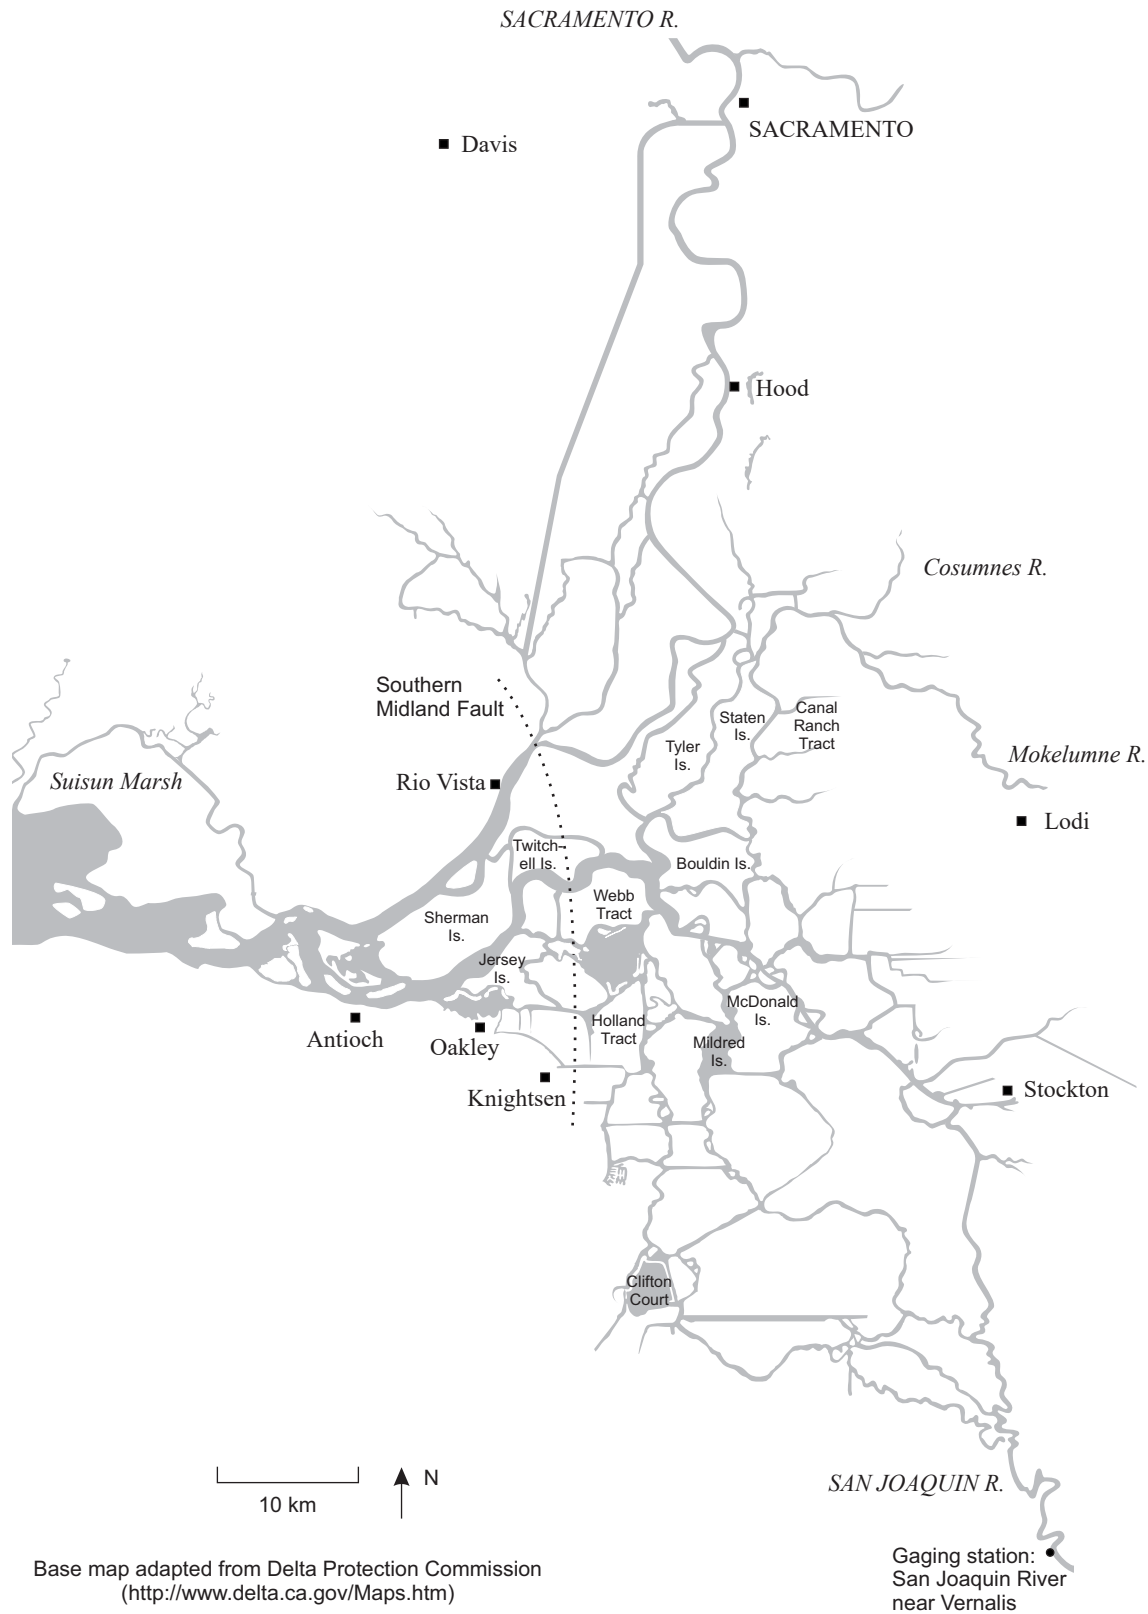 SACRAMENTO R.
SACRAMENTO
Davis
Hood
Cosumnes R.
Southern
Midland Fault
Staten
Is.
Canal
Ranch
Tract
Tyler
Is.
Mokelumne R.
Suisun Marsh
Rio Vista
Lodi
Twitch-
ell Is.
Bouldin Is.
Webb
Tract
Sherman
Is.
Jersey
Is.
McDonald
Is.
Holland
Tract
Mildred
Is.
Antioch
Oakley
Knightsen
Stockton
Clifton
Court
SAN JOAQUIN R.
N
10 km
Gaging station:
San Joaquin River
near Vernalis
Base map adapted from Delta Protection Commission
(http://www.delta.ca.gov/Maps.htm)